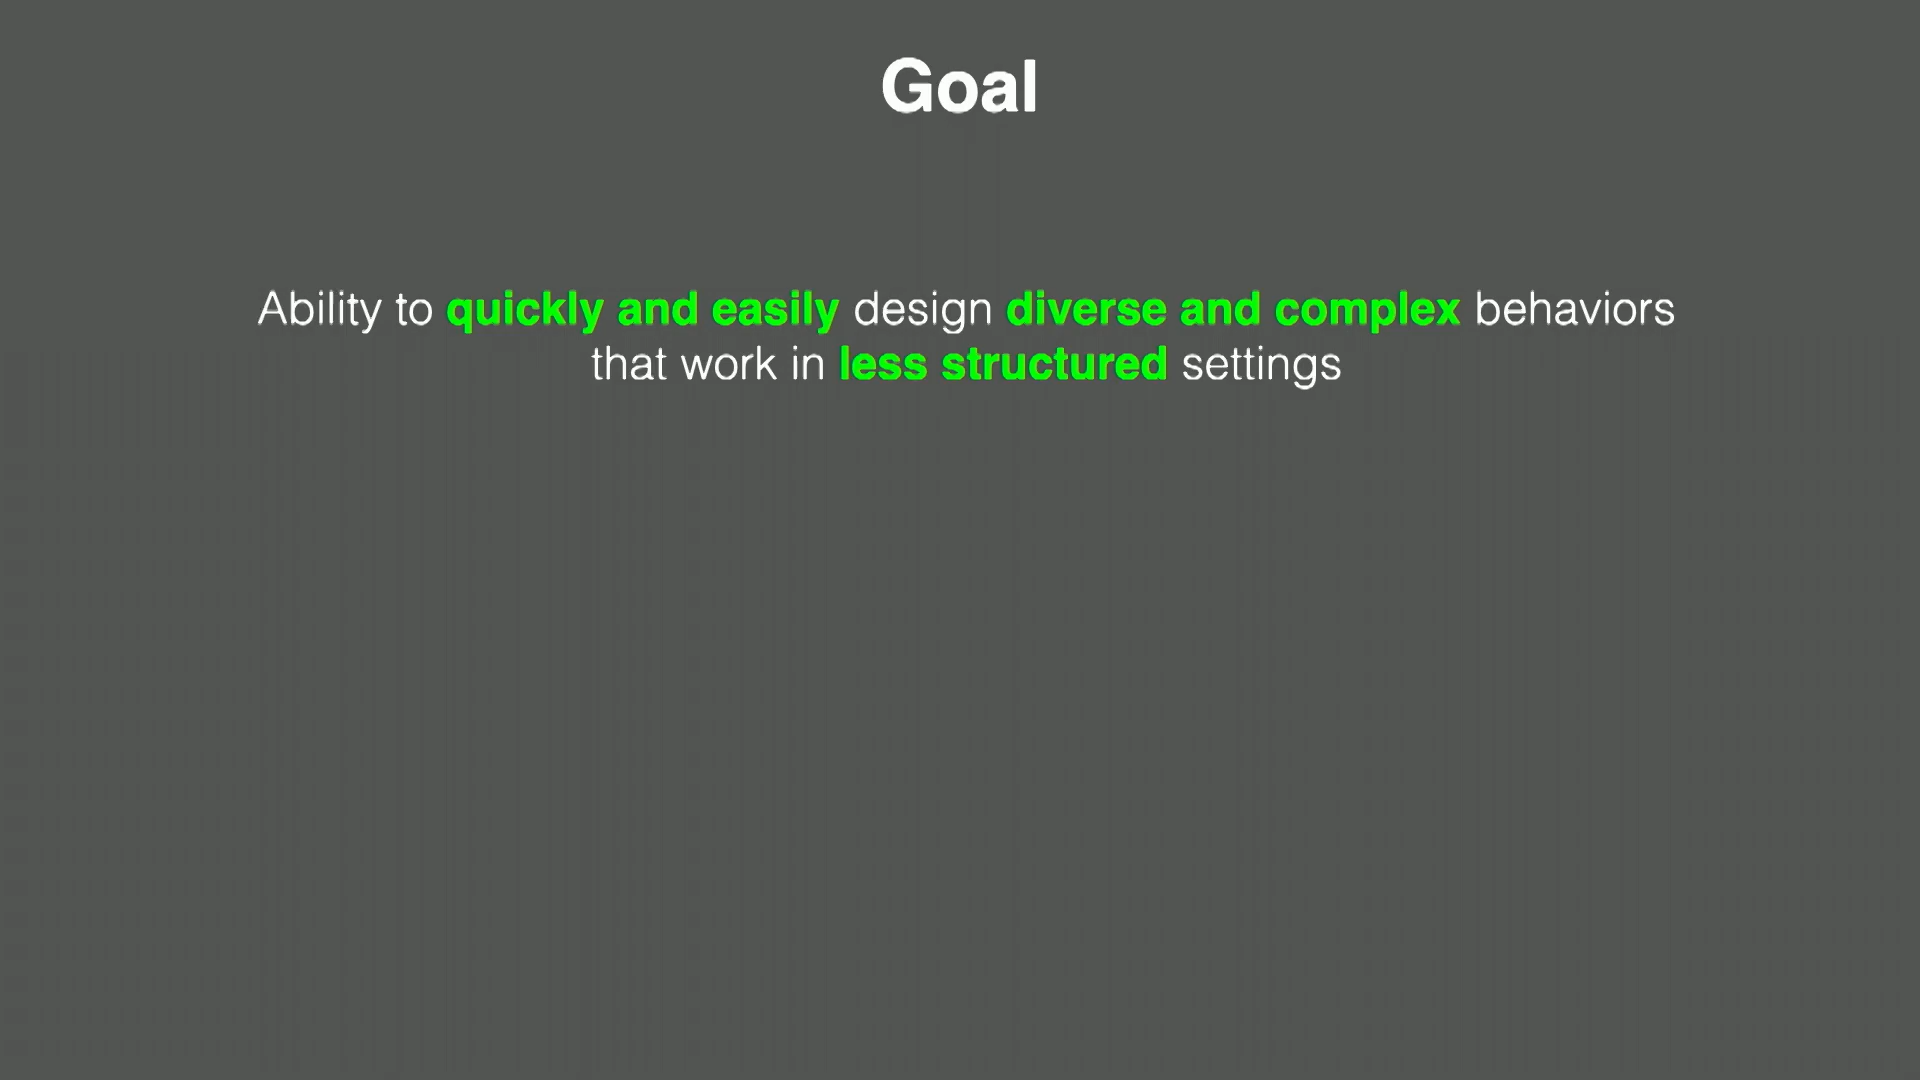 Goal
Ability to quickly and easily design diverse and complex behaviors
that work in less structured settings